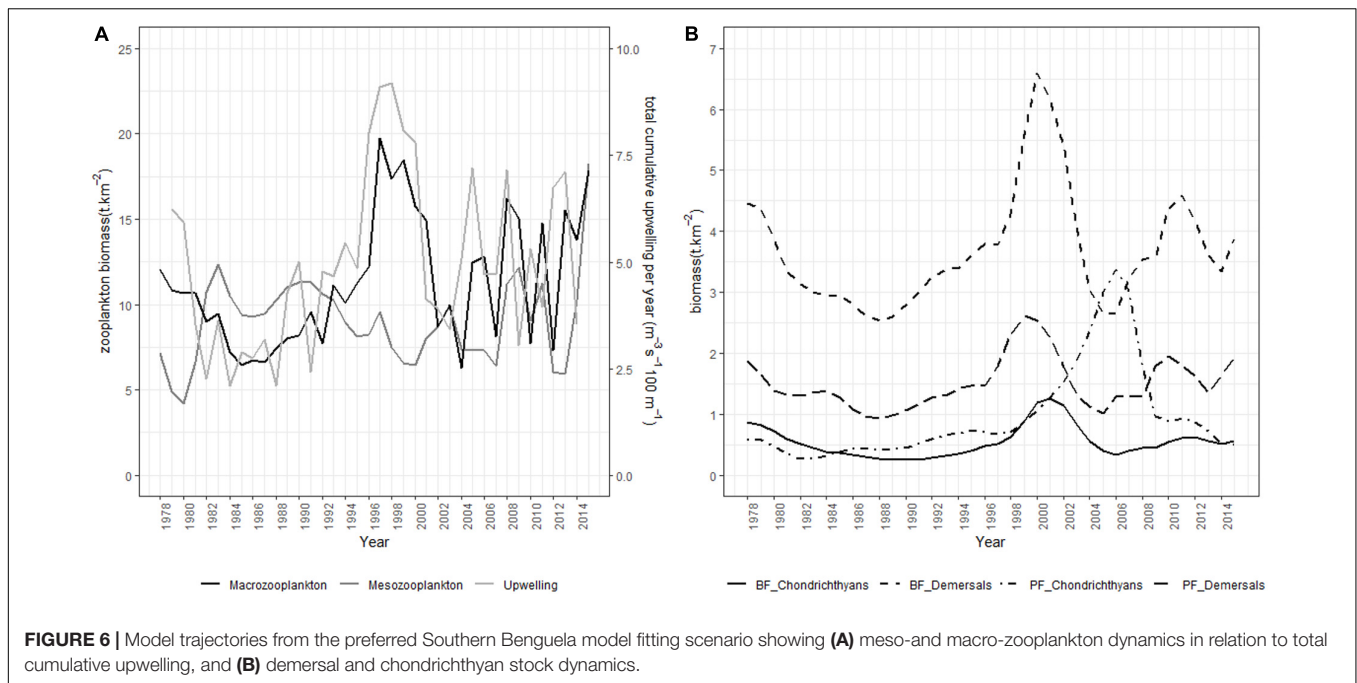 A
25
20
15
10
5
0
zooplankton biomass(t.km⁻²)
10.0
7.5
5.0
2.5
0.0
total cumulative upwelling per year (m⁻³s⁻¹100 m⁻¹)
1978 1980 1982 1984 1986 1988 1990 1992 1994 1996 1998 2000 2002 2004 2006 2008 2010 2012 2014
Year
Macrozooplankton Mesozooplankton Upwelling
B
7
6
5
4
3
2
1
0
biomass(t.km⁻²)
1978 1980 1982 1984 1986 1988 1990 1992 1994 1996 1998 2000 2002 2004 2006 2008 2010 2012 2014
Year
BF_Chondrichthyans BF_Demersals PF_Chondrichthyans PF_Demersals
FIGURE 6 | Model trajectories from the preferred Southern Benguela model fitting scenario showing (A) meso-and macro-zooplankton dynamics in relation to total
cumulative upwelling, and (B) demersal and chondrichthyan stock dynamics.